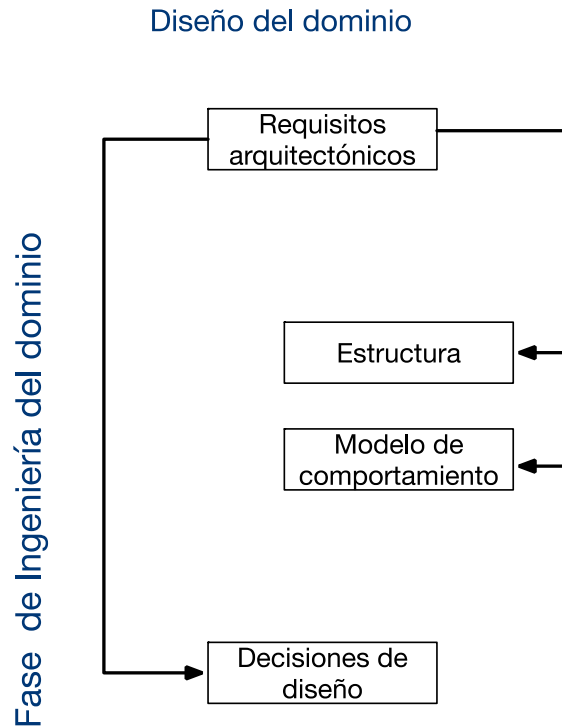 Diseño del dominio
Requisitos
arquitectónicos
Fase de Ingeniería del dominio
Estructura
Modelo de
comportamiento
Decisiones de
diseño